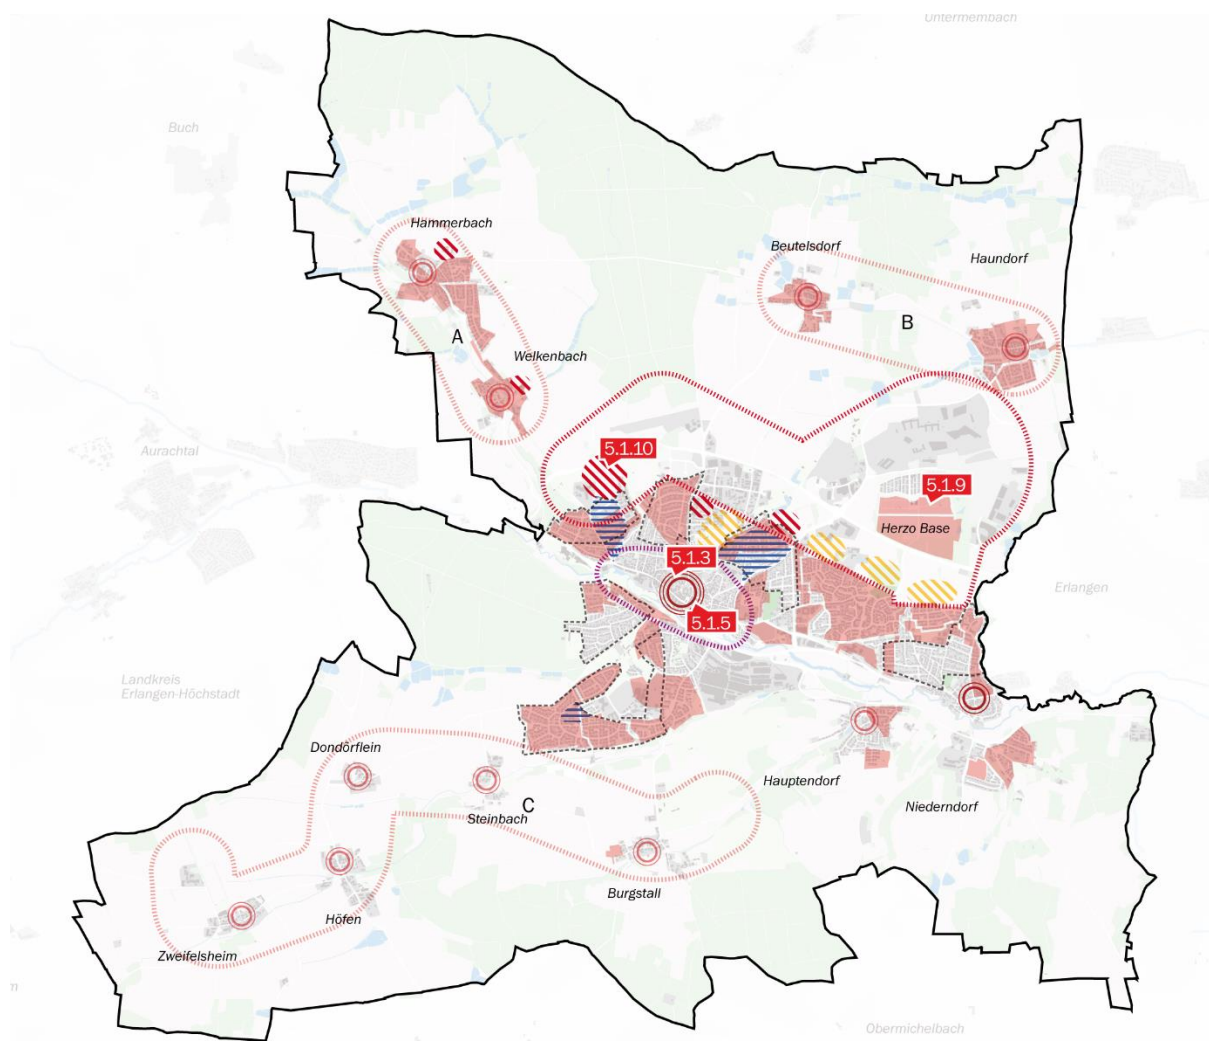 Untermembach
Buch
Hammerbach
Beutelsdorf
Haundorf
A
B
Welkenbach
Aurachtal
5.1.10
5.1.9
Herzo Base
5.1.3
Erlangen
5.1.5
Landkreis
Erlangen-Höchstadt
Dondörflein
Hauptendorf
C
Steinbach
Niederndorf
Burgstall
Höfen
Zweifelsheim
Obermichelbach